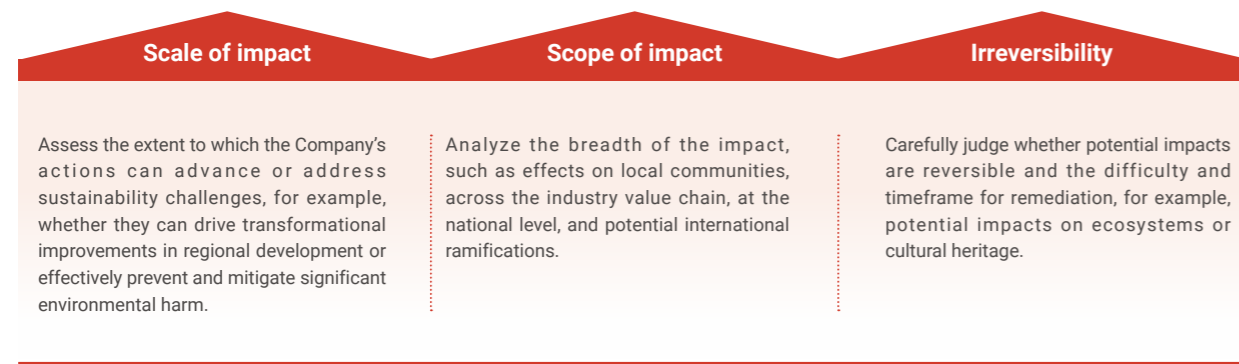 Scale of impact
Assess the extent to which the Company's
actions can advance or address
sustainability challenges, for example,
whether they can drive transformational
improvements in regional development or
effectively prevent and mitigate significant
environmental harm.
Scope of impact
Analyze the breadth of the impact,
such as effects on local communities,
across the industry value chain, at the
national level, and potential international
ramifications.
Irreversibility
Carefully judge whether potential impacts
are reversible and the difficulty and
timeframe for remediation, for example,
potential impacts on ecosystems or
cultural heritage.